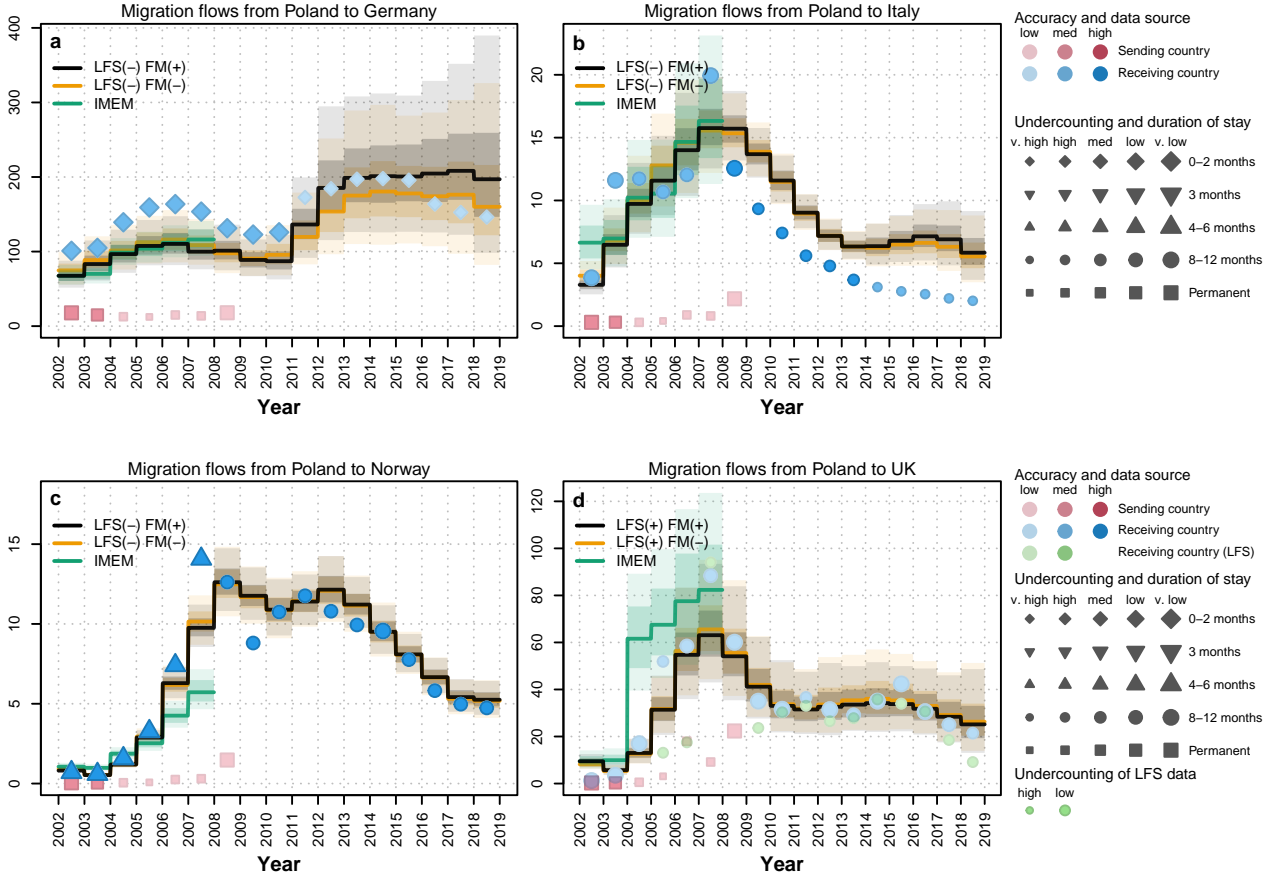 Migration flows from Poland to Germany
a
LFS(−) FM(+)
LFS(−) FM(−)
IMEM
400
300
200
100
0
2002 2003 2004 2005 2006 2007 2008 2009 2010 2011 2012 2013 2014 2015 2016 2017 2018 2019
Year
Migration flows from Poland to Italy
b
LFS(−) FM(+)
LFS(−) FM(−)
IMEM
20
15
10
5
0
2002 2003 2004 2005 2006 2007 2008 2009 2010 2011 2012 2013 2014 2015 2016 2017 2018 2019
Year
Accuracy and data source
low med high
Sending country
Receiving country
Undercounting and duration of stay
v. high high med low v. low
0−2 months
3 months
4−6 months
8−12 months
Permanent
Migration flows from Poland to Norway
c
LFS(−) FM(+)
LFS(−) FM(−)
IMEM
15
10
5
0
2002 2003 2004 2005 2006 2007 2008 2009 2010 2011 2012 2013 2014 2015 2016 2017 2018 2019
Year
Migration flows from Poland to UK
d
LFS(+) FM(+)
LFS(+) FM(−)
IMEM
120
100
80
60
40
20
0
2002 2003 2004 2005 2006 2007 2008 2009 2010 2011 2012 2013 2014 2015 2016 2017 2018 2019
Year
Accuracy and data source
low med high
Sending country
Receiving country
Receiving country (LFS)
Undercounting and duration of stay
v. high high med low v. low
0−2 months
3 months
4−6 months
8−12 months
Permanent
Undercounting of LFS data
high low